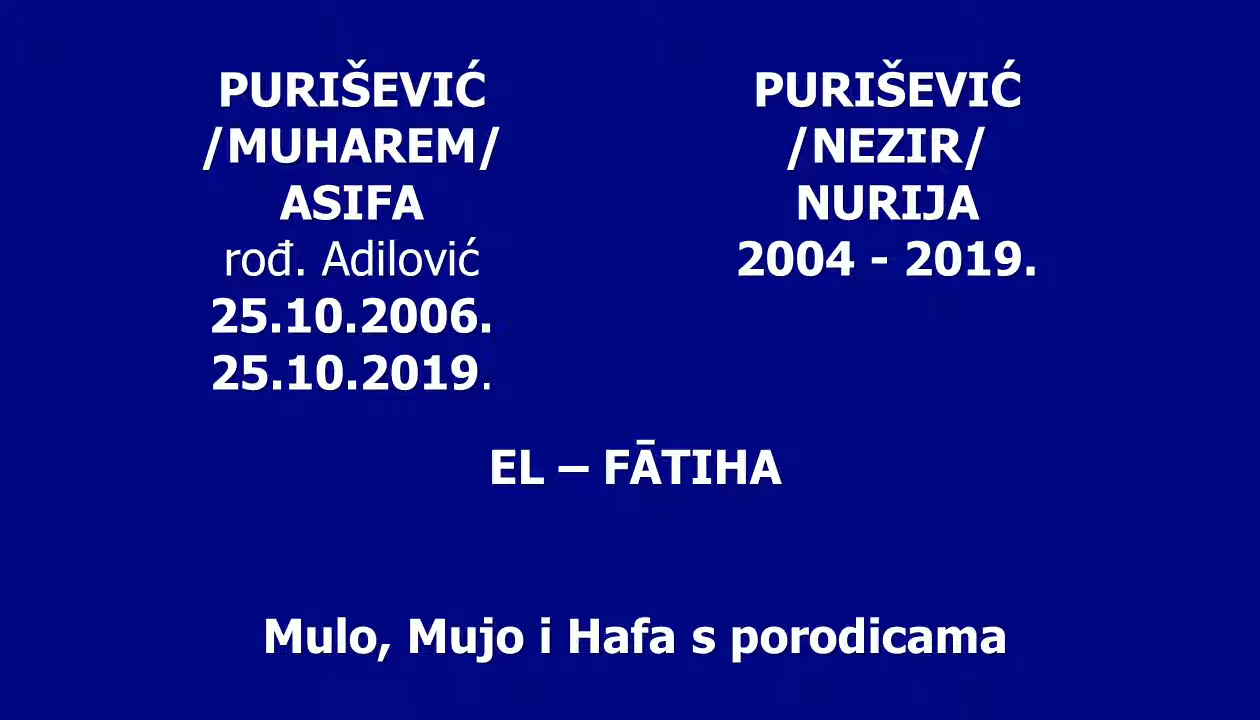 PURIŠEVIĆ
/MUHAREM/
ASIFA
rođ. Adilović
25.10.2006.
25.10.2019.
PURIŠEVIĆ
/NEZIR/
NURIJA
2004 - 2019.
EL – FĀTIHA
Mulo, Mujo i Hafa s porodicama